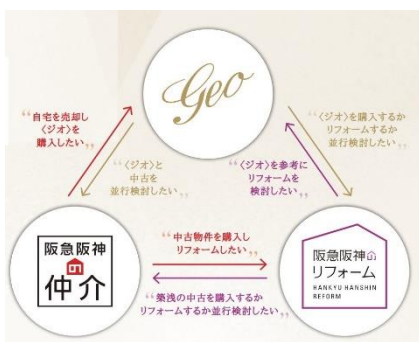 Geo
“自宅を売却し
〈ジオ〉を
購入したい”
“〈ジオ〉を購入するか
リフォームするか
並行検討したい”
“〈ジオ〉と
中古を
並行検討したい”
“〈ジオ〉を参考に
リフォームを
検討したい”
阪急阪神
の
仲介
“中古物件を購入し
リフォームしたい”
“築浅の中古を購入するか
リフォームするか並行検討したい”
阪急阪神の
リフォーム
HANKYU HANSHIN
REFORM